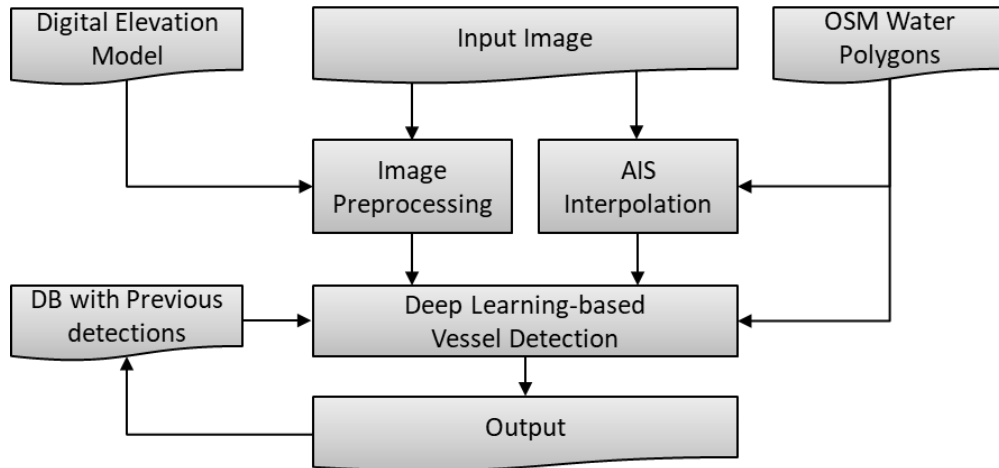 Digital Elevation
Model
Input Image
OSM Water
Polygons
Image
Preprocessing
AIS
Interpolation
DB with Previous
detections
Deep Learning-based
Vessel Detection
Output